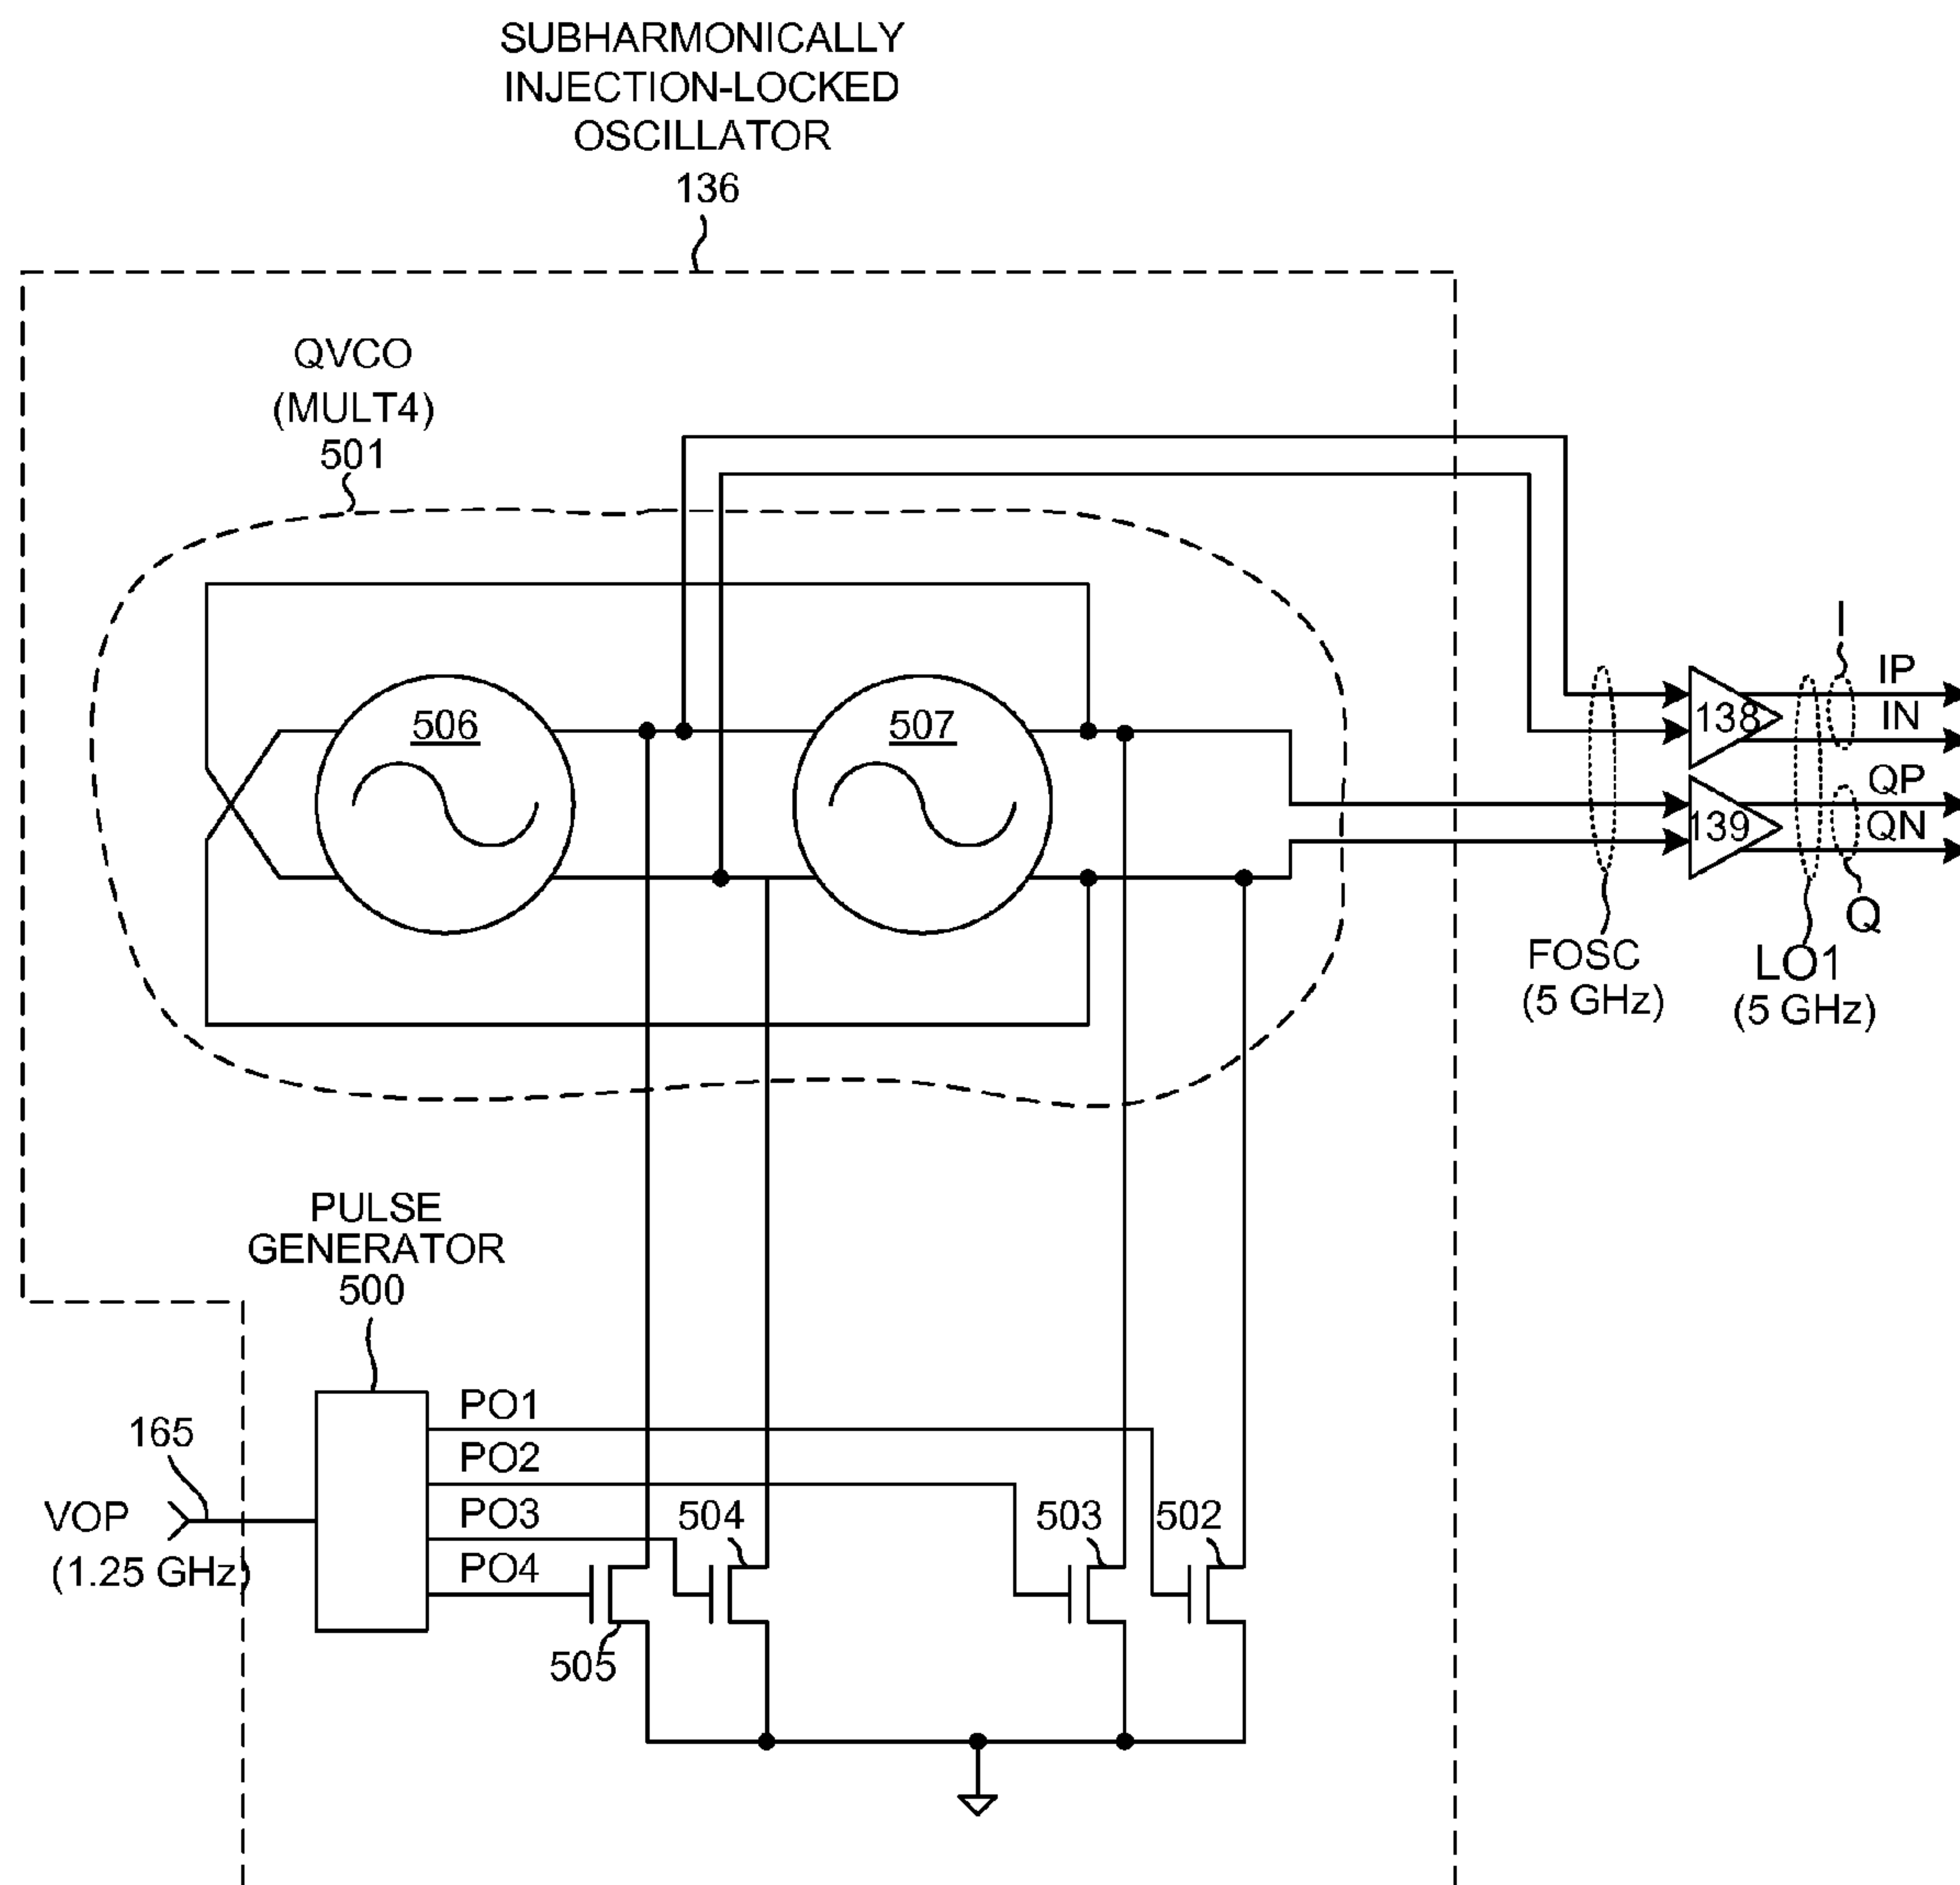 SUBHARMONICALLY
INJECTION-LOCKED
OSCILLATOR
136
QVCO
(MULT4)
501
506
507
138
139
I
IP
IN
QP
QN
Q
FOSC
(5 GHz)
LO1
(5 GHz)
PULSE
GENERATOR
500
165
VOP
(1.25 GHz)
PO1
PO2
PO3
PO4
504
503
502
505